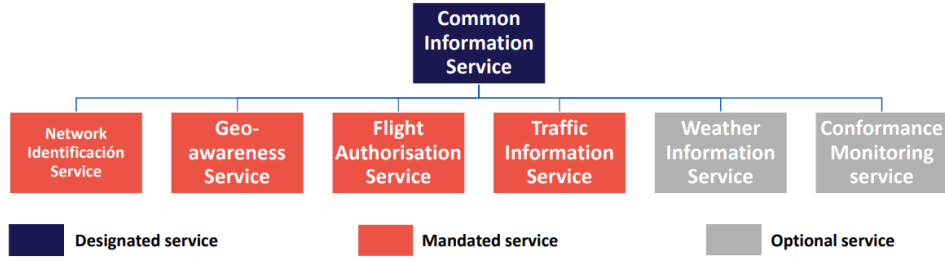 Common
Information
Service
Network
Identificación
Service
Geo-
awareness
Service
Flight
Authorisation
Service
Traffic
Information
Service
Weather
Information
Service
Conformance
Monitoring
service
Designated service
Mandated service
Optional service